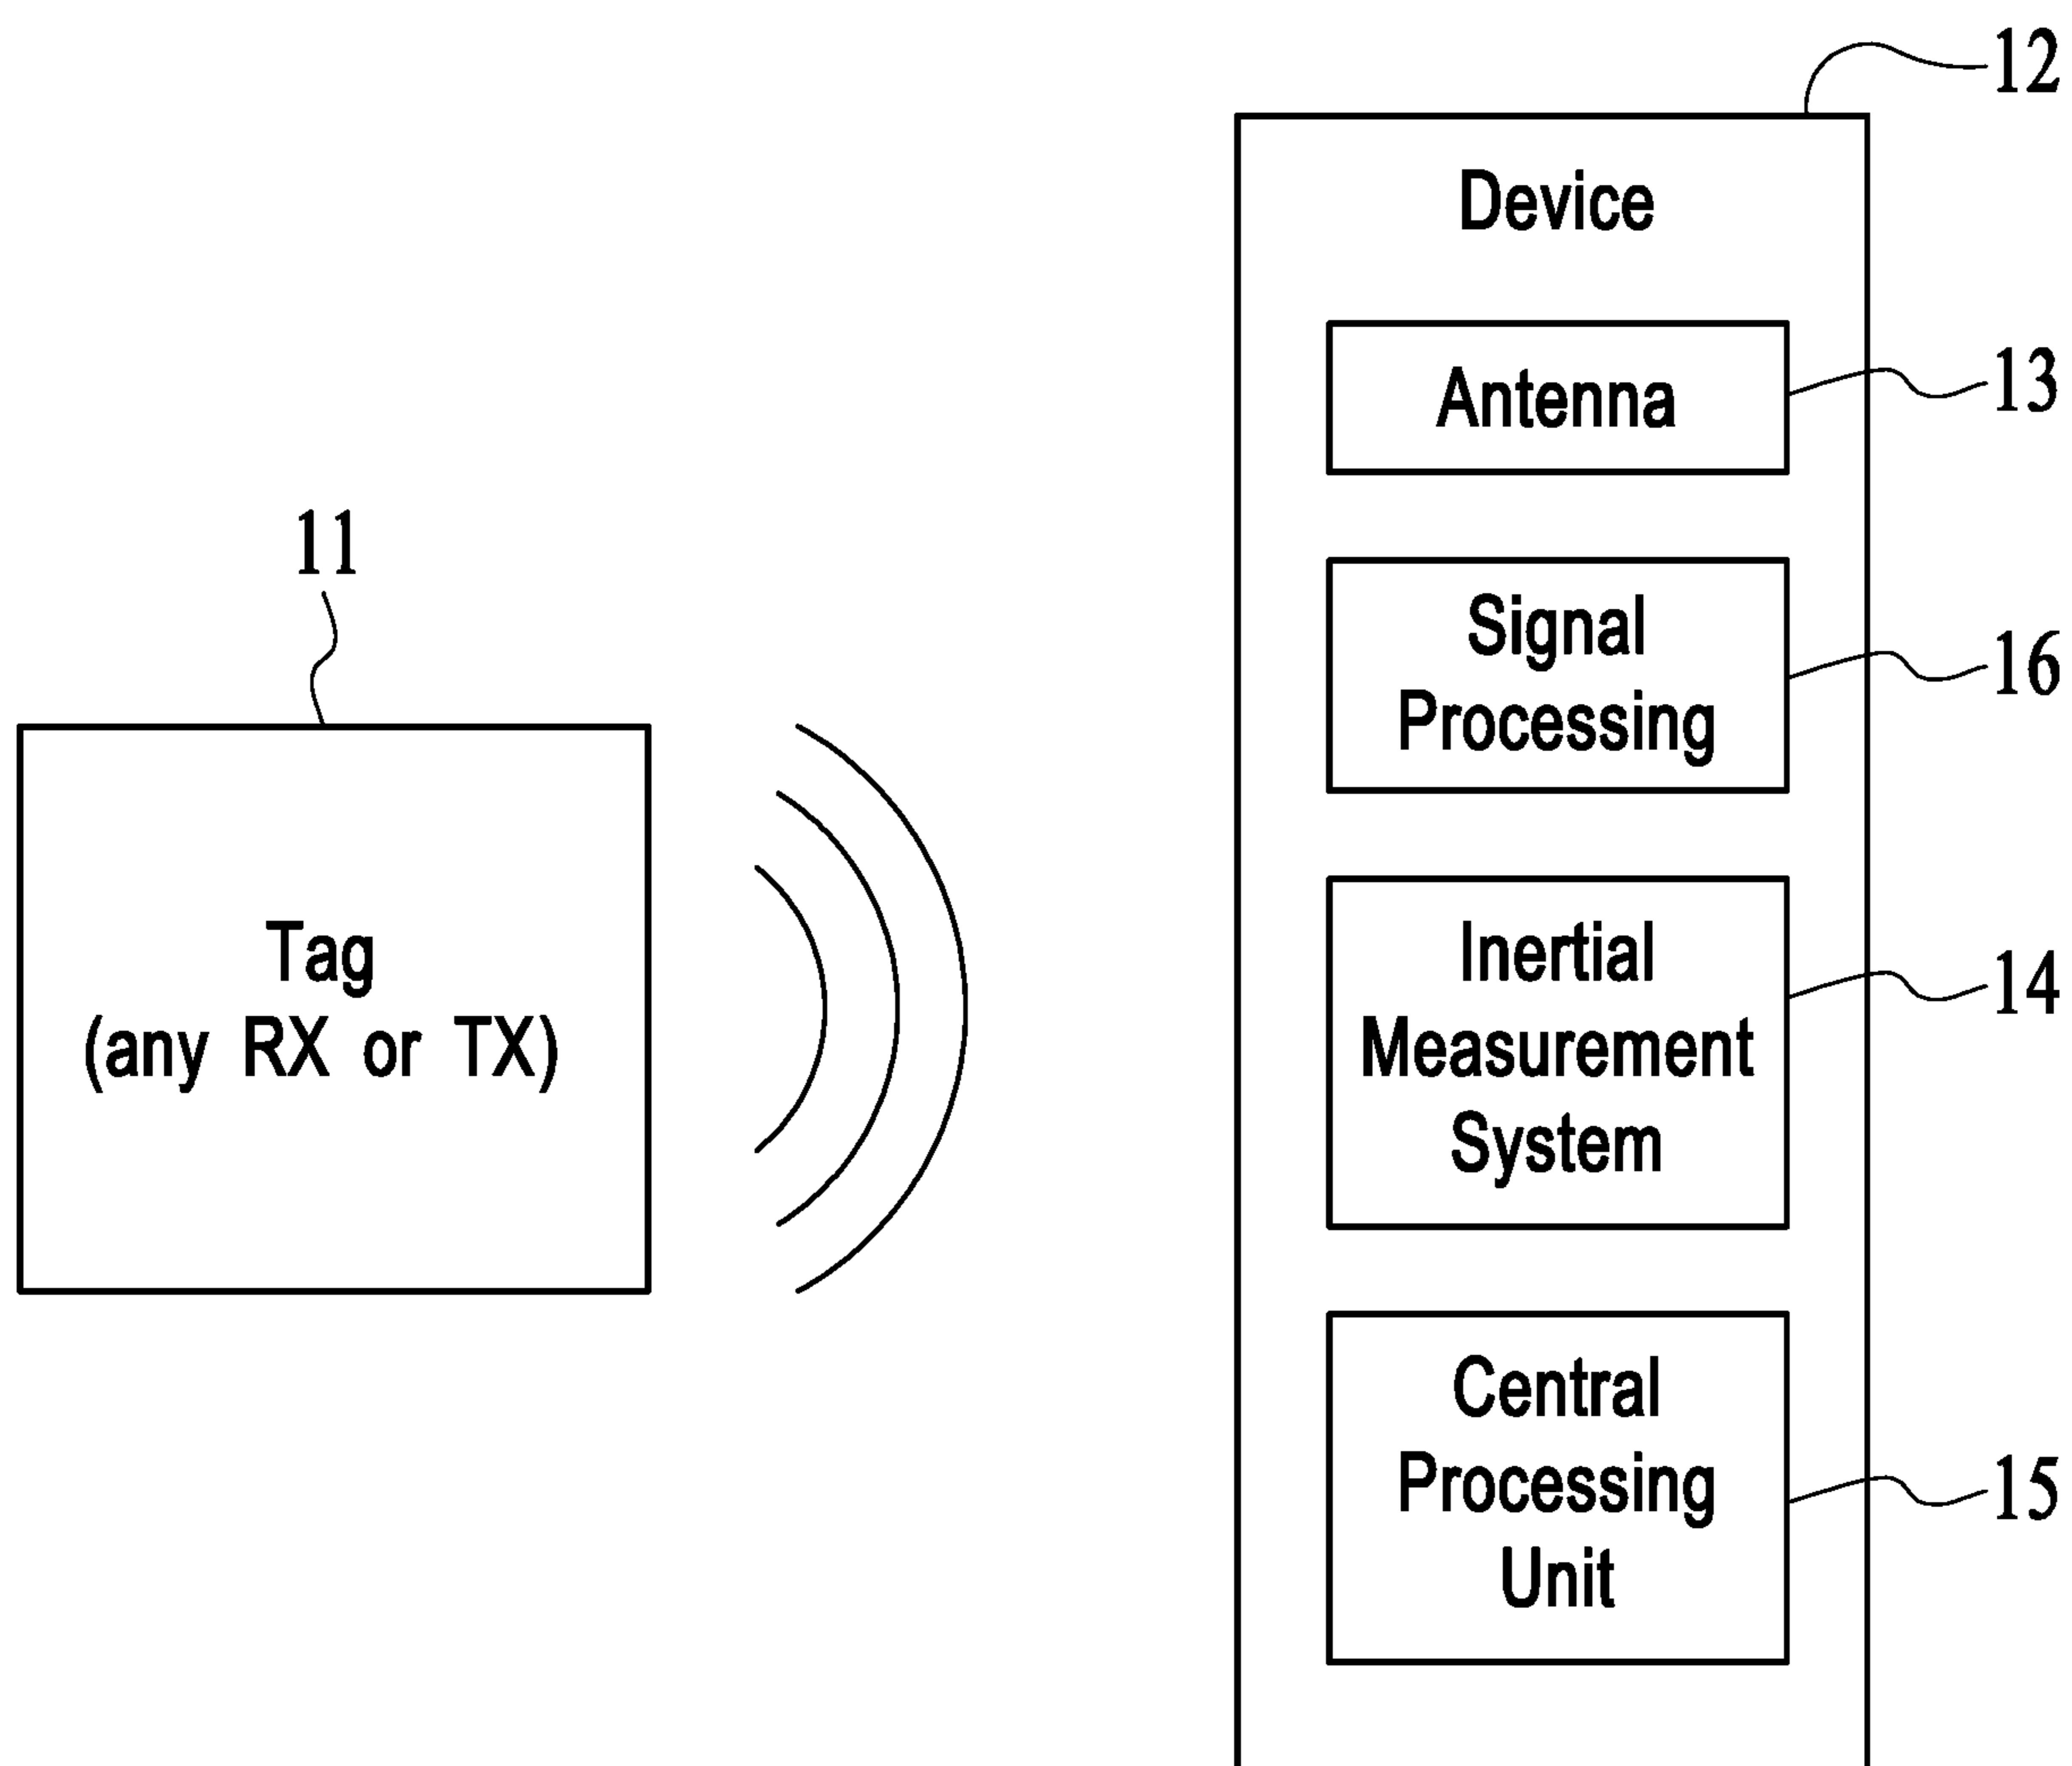 12
Device
Antenna
13
11
Signal
Processing
16
Tag
(any RX or TX)
Inertial
Measurement
System
14
Central
Processing
Unit
15